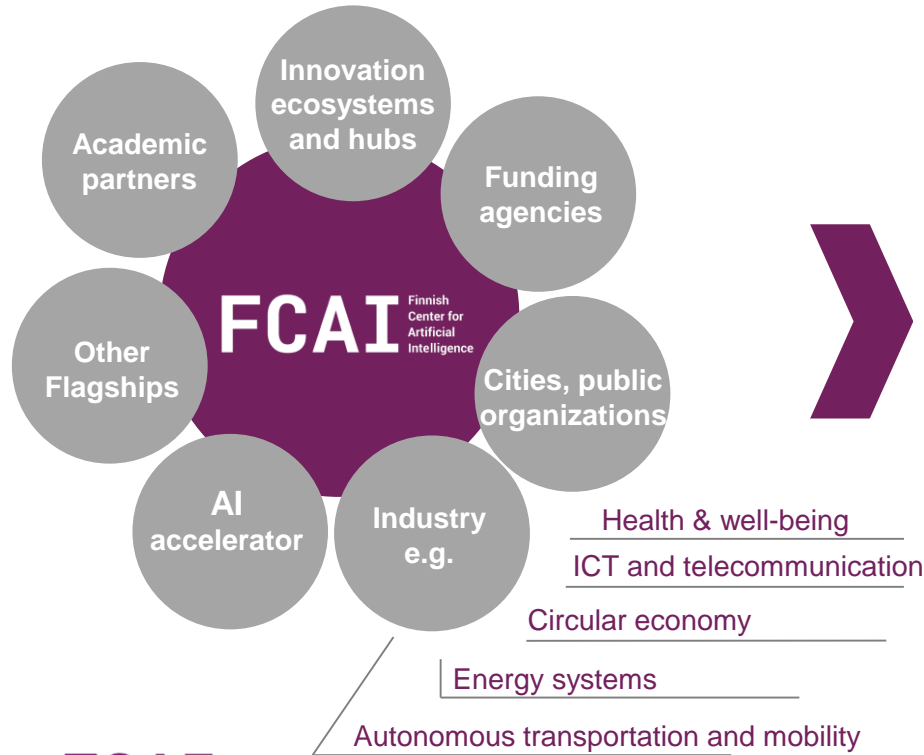 Innovation
ecosystems
and hubs
Academic
partners
Funding
agencies
FCAI
Finnish
Center for
Artificial
Intelligence
Other
Flagships
Cities, public
organizations
AI
accelerator
Industry
e.g.
Health & well-being
ICT and telecommunication
Circular economy
Energy systems
Autonomous transportation and mobility